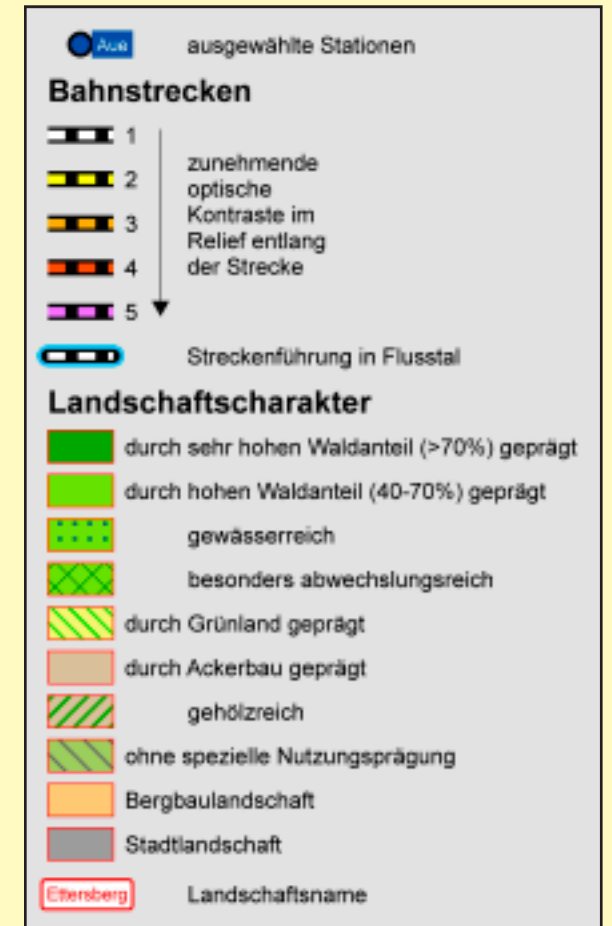 Aue ausgewählte Stationen
Bahnstrecken
1
2
3
4
5
zunehmende
optische
Kontraste im
Relief entlang
der Strecke
Streckenführung in Flusstal
Landschaftscharakter
durch sehr hohen Waldanteil (>70%) geprägt
durch hohen Waldanteil (40-70%) geprägt
gewässerreich
besonders abwechslungsreich
durch Grünland geprägt
durch Ackerbau geprägt
gehölzreich
ohne spezielle Nutzungsprägung
Bergbaulandschaft
Stadtlandschaft
Ettersberg Landschaftsname